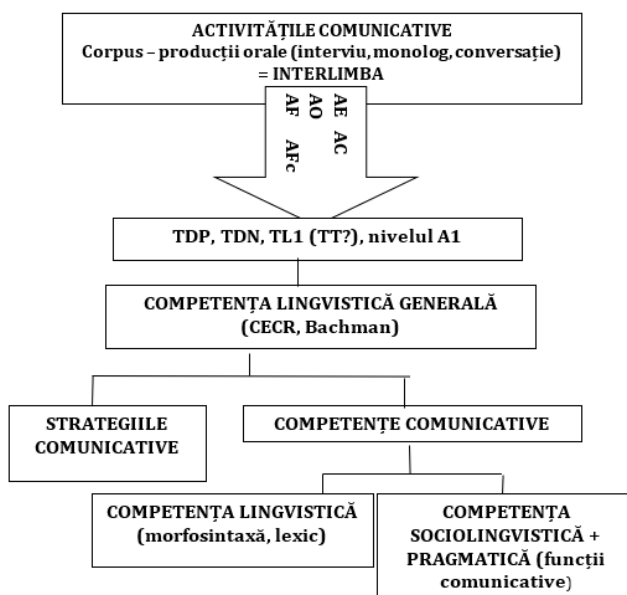 ACTIVITĂȚILE COMUNICATIVE
Corpus – producții orale (interviu, monolog, conversație)
= INTERLIMBA
AE AC
AO
AF AFc
TDP, TDN, TL1 (TT?), nivelul A1
COMPETENȚA LINGVISTICĂ GENERALĂ
(CECR, Bachman)
STRATEGIILE
COMUNICATIVE
COMPETENȚE COMUNICATIVE
COMPETENȚA LINGVISTICĂ
(morfosintaxă, lexic)
COMPETENȚA
SOCIOLINGVISTICĂ +
PRAGMATICĂ (funcții
comunicative)